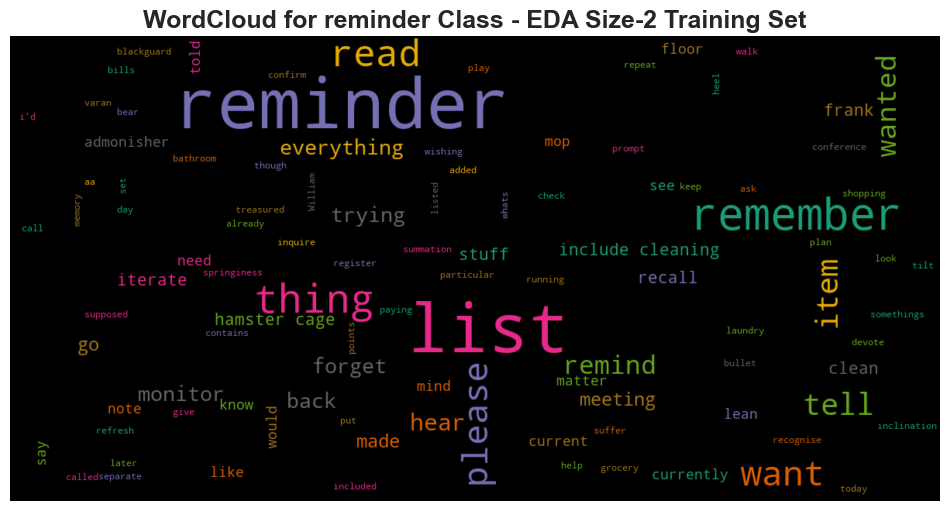 WordCloud for reminder Class - EDA Size-2 Training Set
blackguard
told
read
floor
walk
bills
confirm
play
repeat
heel
wanted
varan
bear
reminder
frank
i'd
admonisher
everything
wishing
mop
prompt
conference
bathroom
though
added
aa
set
William
listed
whats
check
see
keep
ask
shopping
memory
day
treasured
trying
remember
call
already
inquire
summation
stuff
include cleaning
plan
look
tilt
need
register
iterate
springiness
particular
running
recall
item
thing
supposed
hamster cage
paying
list
somethings
contains
points
laundry
devote
go
forget
remind
bullet
clean
monitor
mind
matter
back
please
meeting
tell
note
know
give
would
put
hear
lean
inclination
refresh
made
current
suffer
recognise
say
later
like
help
grocery
currently
want
called
separate
included
today